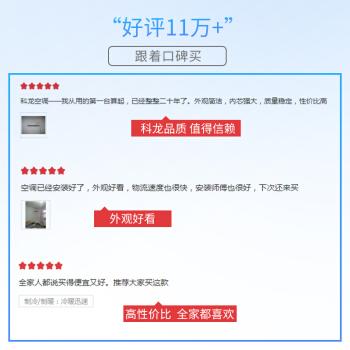 “好评11万+”
跟着口碑买
科龙空调——我从用的第一台算起，已经整整二十年了。外观简洁，内芯强大，质量稳定，性价比高
科龙品质 值得信赖
空调已经安装好了，外观好看，物流速度也很快，安装师傅也很好，下次还来买
外观好看
全家人都说买得便宜又好。推荐大家买这款
制冷/制暖：冷暖迅速
高性价比 全家都喜欢